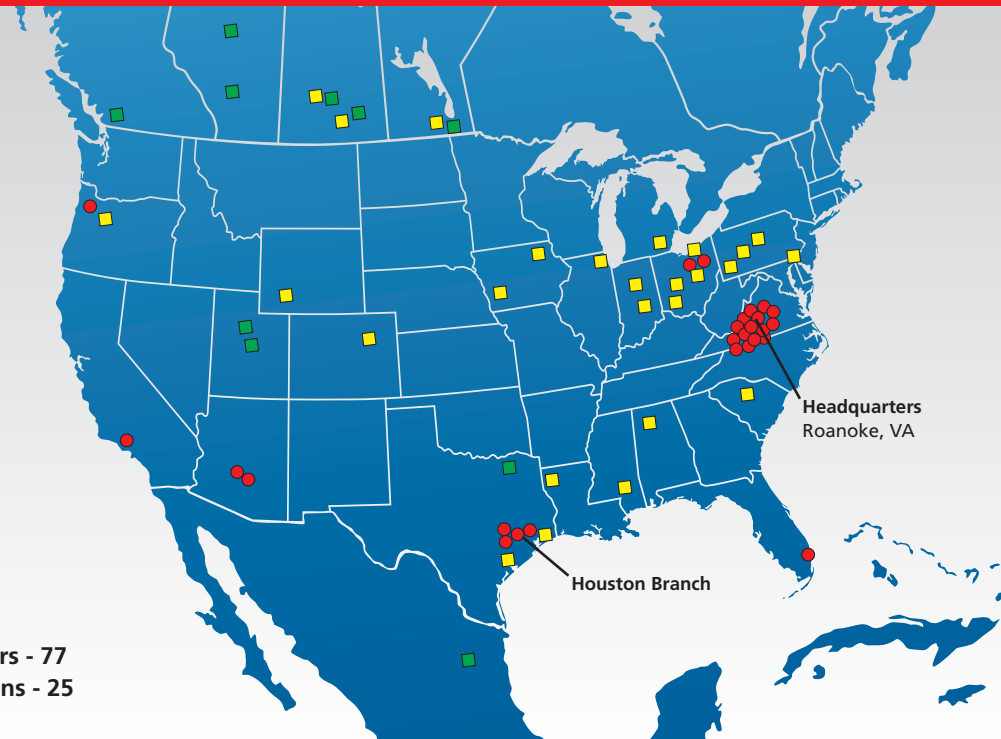 Headquarters
Roanoke, VA
Houston Branch
rs - 77
ns - 25